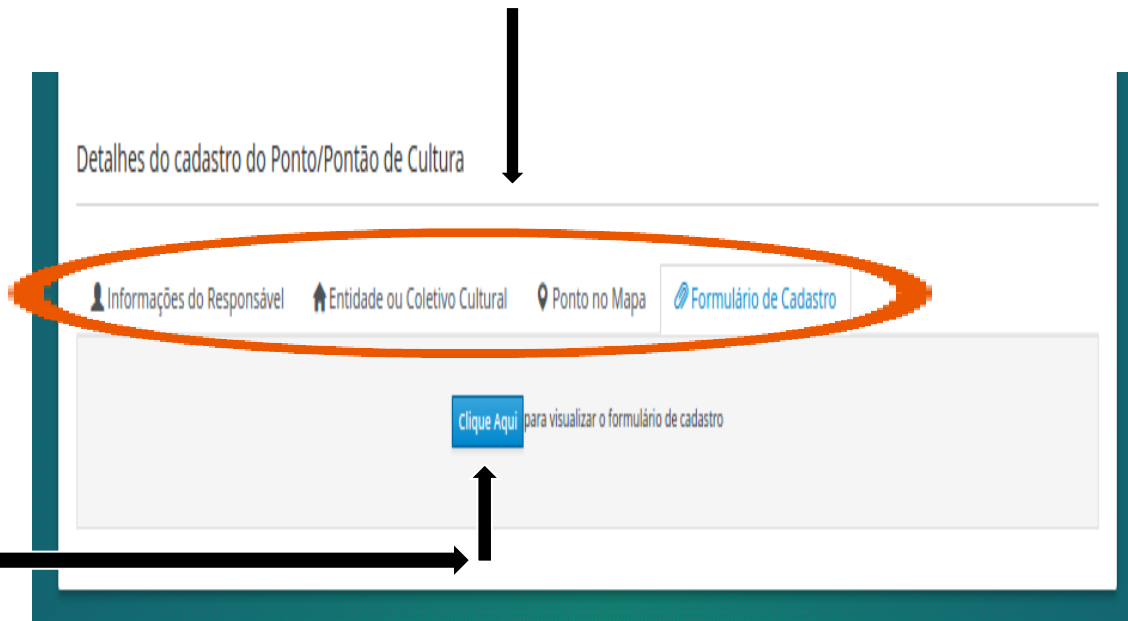 Detalhes do cadastro do Ponto/Pontão de Cultura
Informações do Responsável Entidade ou Coletivo Cultural Ponto no Mapa Formulário de Cadastro
Clique Aqui para visualizar o formulário de cadastro